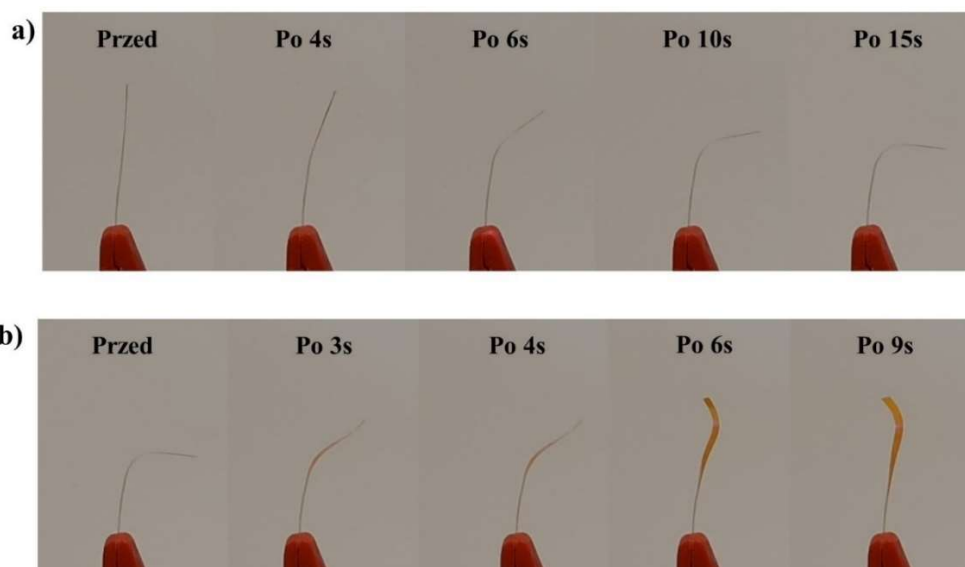 a)
Przed Po 4s Po 6s Po 10s Po 15s
b)
Przed Po 3s Po 4s Po 6s Po 9s